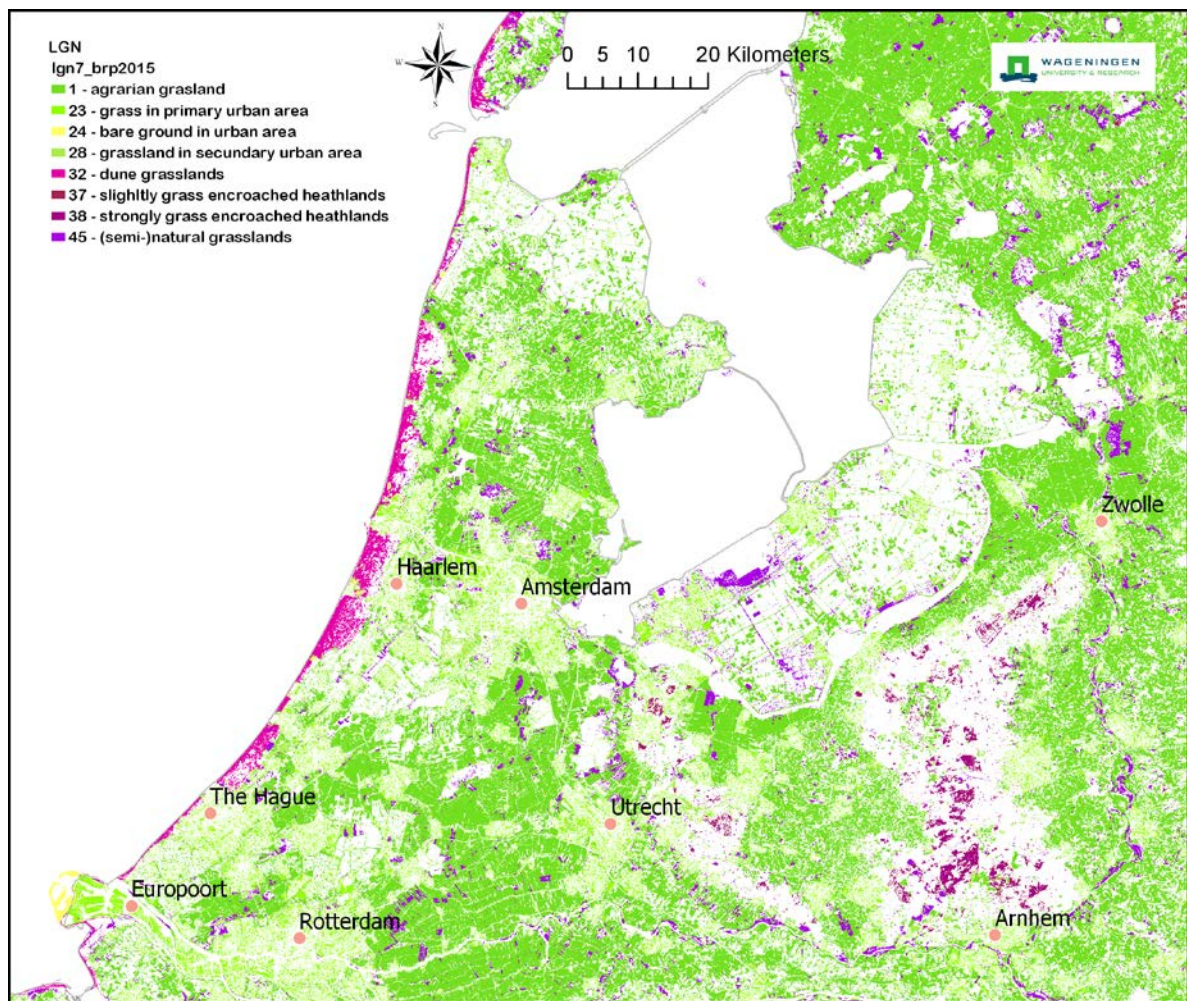 LGN
lgn7_brp2015
1 - agrarian grasland
23 - grass in primary urban area
24 - bare ground in urban area
28 - grassland in secundary urban area
32 - dune grasslands
37 - slighltly grass encroached heathlands
38 - strongly grass encroached heathlands
45 - (semi-)natural grasslands
N
W
E
S
0 5 10 20 Kilometers
WAGENINGEN
UNIVERSITY & RESEARCH
Zwolle
Haarlem
Amsterdam
The Hague
Utrecht
Europoort
Rotterdam
Arnhem